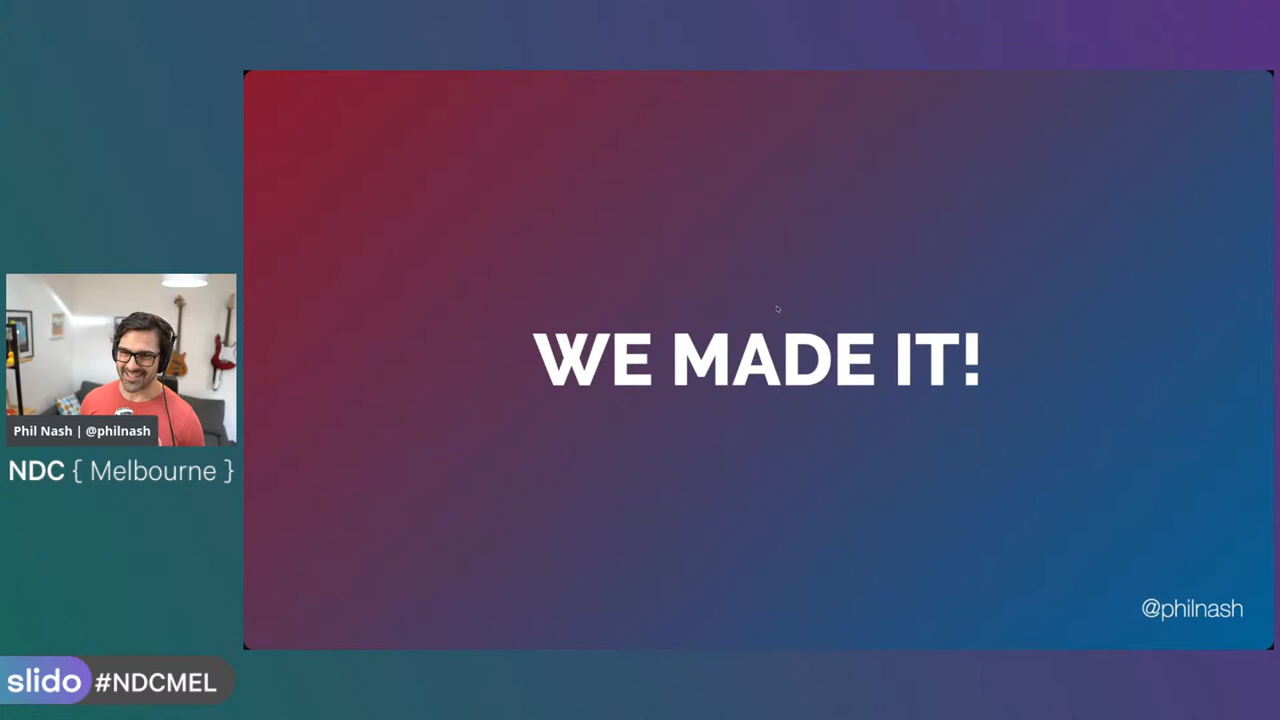 WE MADE IT!
@philnash
Phil Nash | @philnash
NDC { Melbourne }
slido #NDCMEL